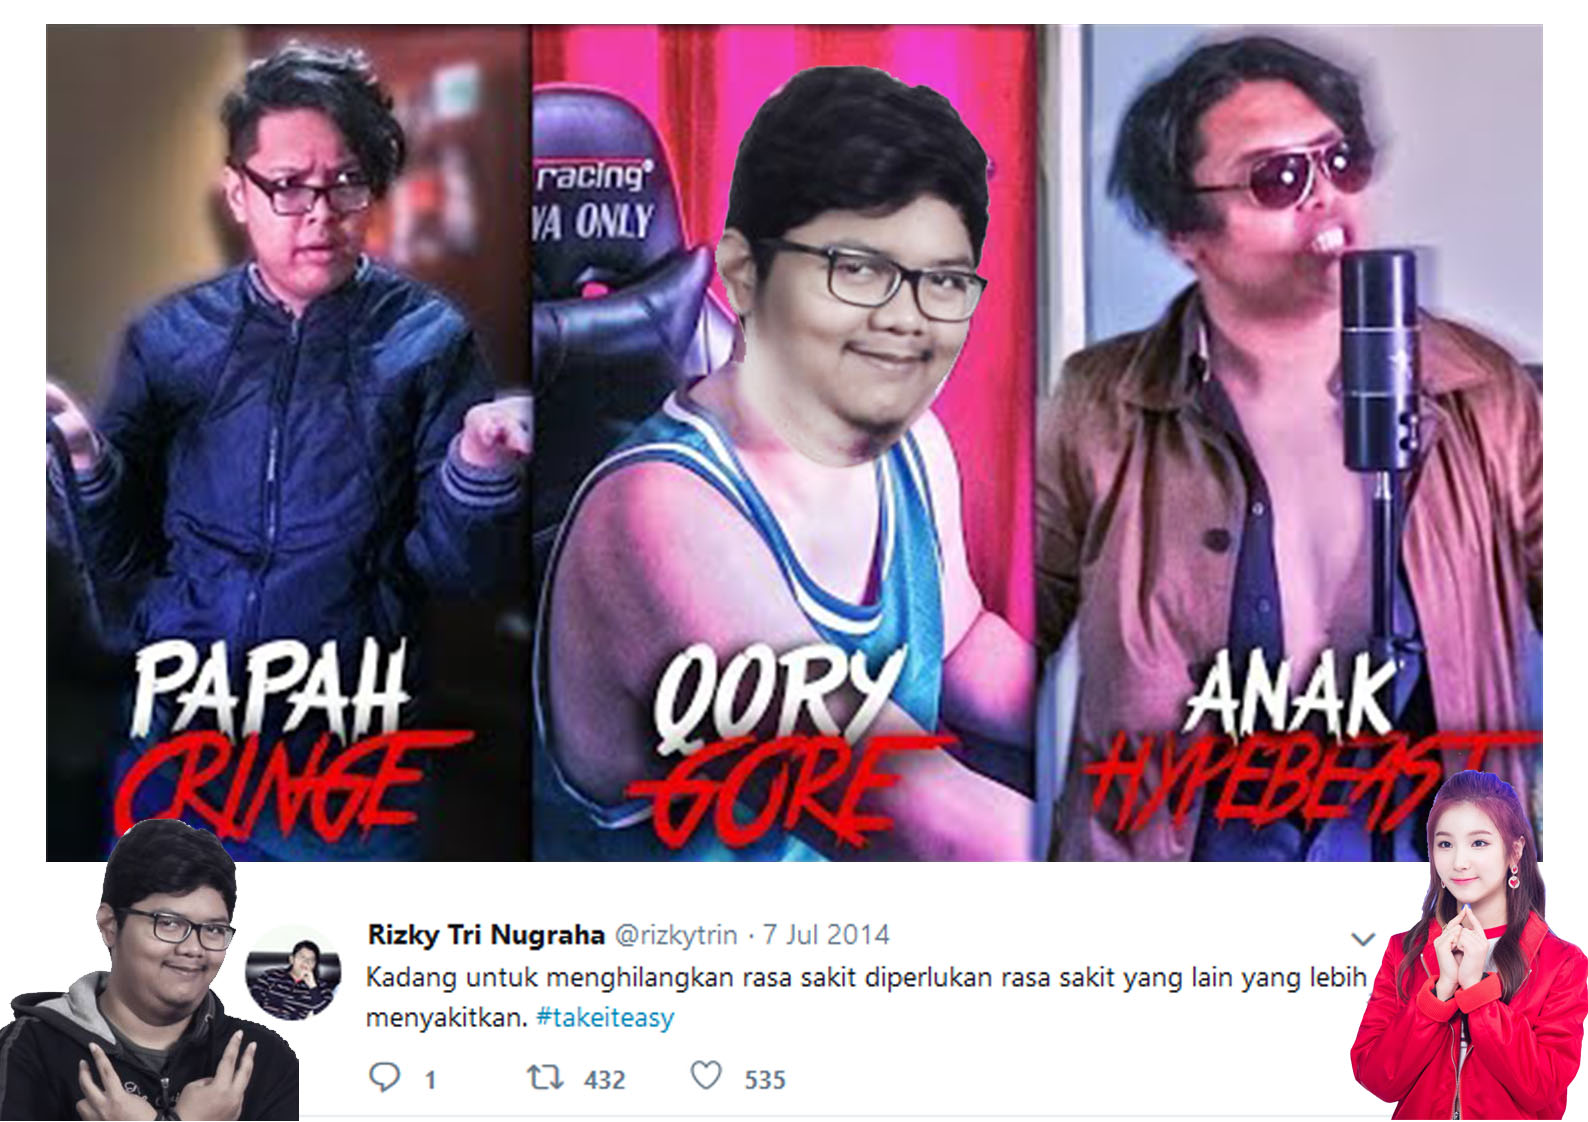 racing
VA ONLY
PAPAH
CRINGE
QORY
GORE
ANAK
HYPEBEAST
Rizky Tri Nugraha @rizkytrin · 7 Jul 2014
Kadang untuk menghilangkan rasa sakit diperlukan rasa sakit yang lain yang lebih
menyakitkan. #takeiteasy
1 432 535